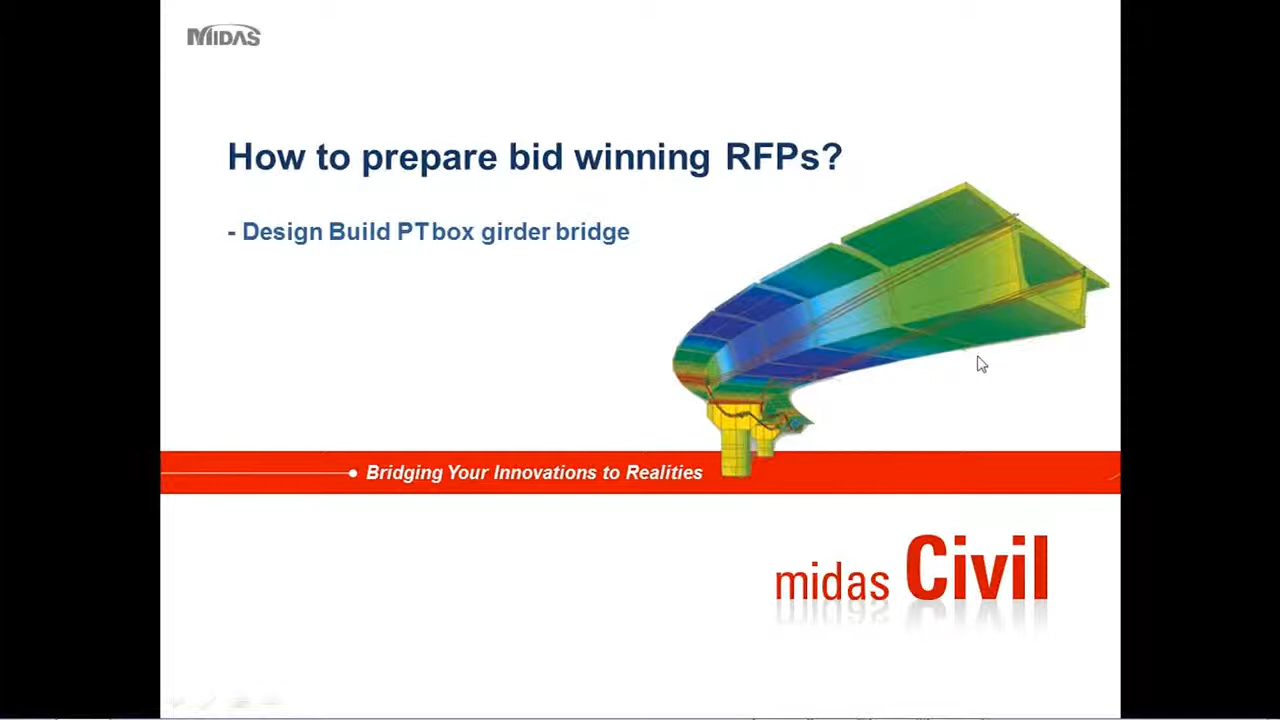 MIDAS
How to prepare bid winning RFPs?
- Design Build PT box girder bridge
Bridging Your Innovations to Realities
midas Civil